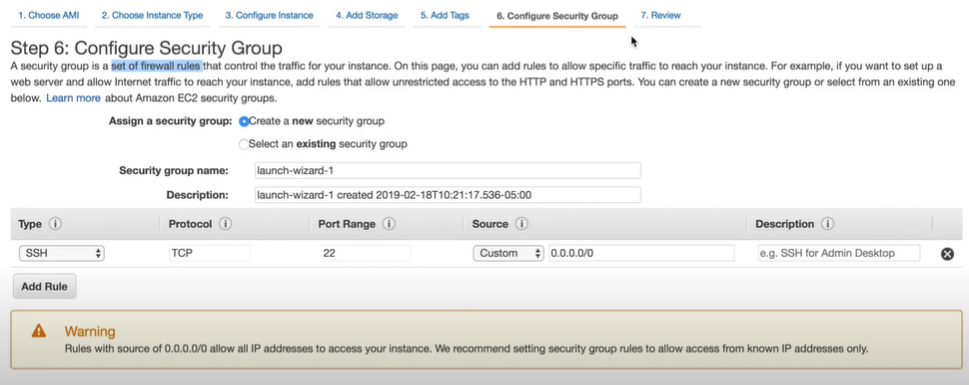 1. Choose AMI 2. Choose Instance Type 3. Configure Instance 4. Add Storage 5. Add Tags 6. Configure Security Group 7. Review
Step 6: Configure Security Group
A security group is a set of firewall rules that control the traffic for your instance. On this page, you can add rules to allow specific traffic to reach your instance. For example, if you want to set up a
web server and allow Internet traffic to reach your instance, add rules that allow unrestricted access to the HTTP and HTTPS ports. You can create a new security group or select from an existing one
below. Learn more about Amazon EC2 security groups.
Assign a security group: Create a new security group
Select an existing security group
Security group name: launch-wizard-1
Description: launch-wizard-1 created 2019-02-18T10:21:17.536-05:00
Type i Protocol i Port Range i Source i Description i
SSH TCP 22 Custom 0.0.0.0/0 e.g. SSH for Admin Desktop
Add Rule
Warning
Rules with source of 0.0.0.0/0 allow all IP addresses to access your instance. We recommend setting security group rules to allow access from known IP addresses only.